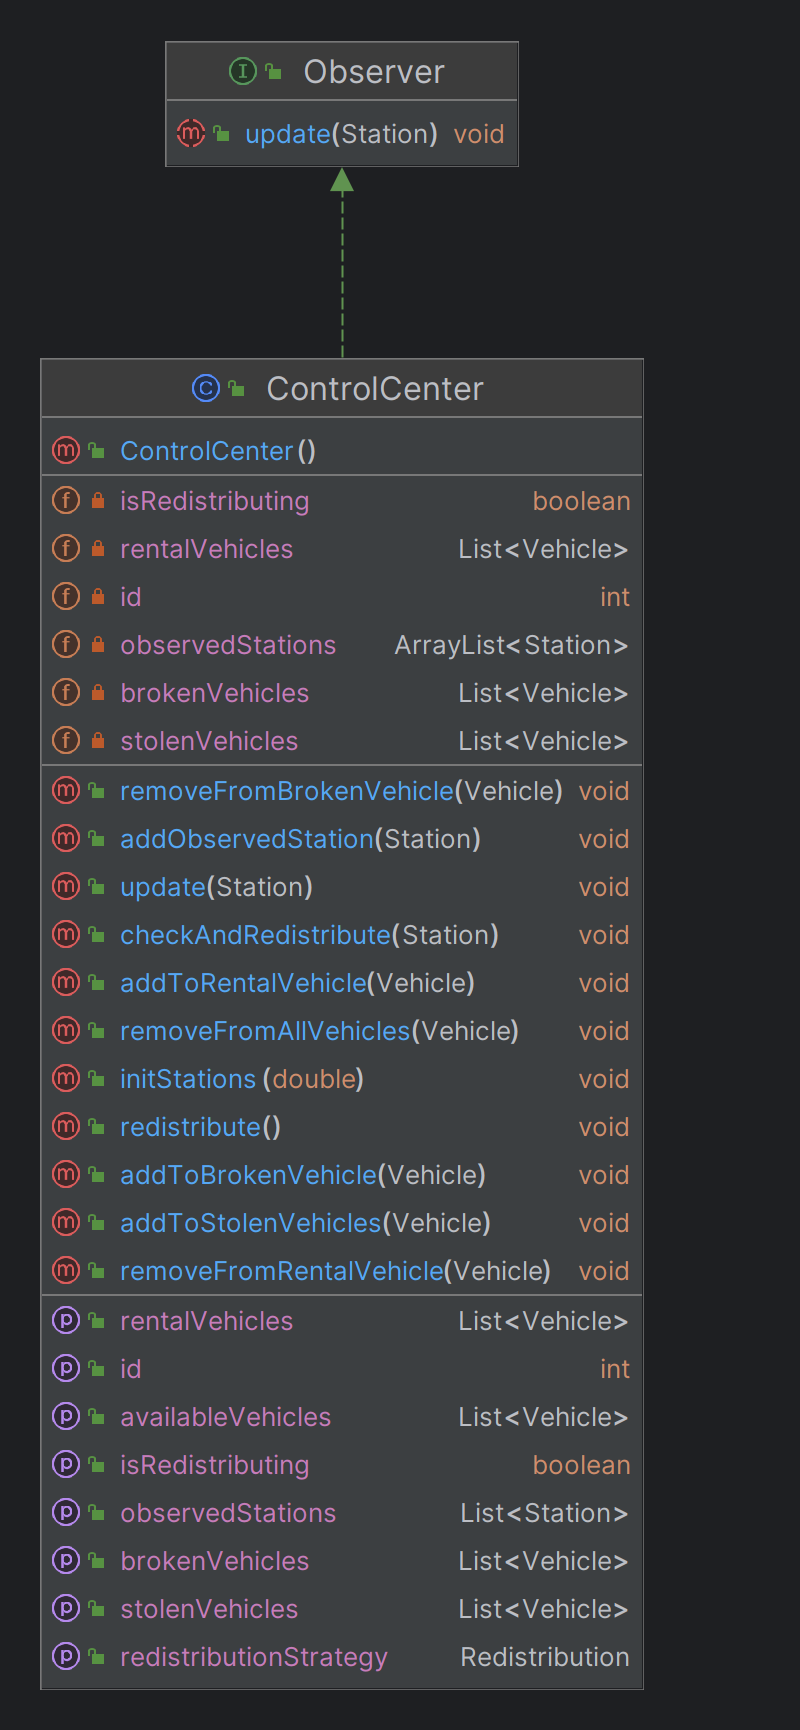 I Observer
m update(Station) void
C ControlCenter
m ControlCenter()
f isRedistributing boolean
f rentalVehicles List<Vehicle>
f id int
f observedStations ArrayList<Station>
f brokenVehicles List<Vehicle>
f stolenVehicles List<Vehicle>
m removeFromBrokenVehicle(Vehicle) void
m addObservedStation(Station) void
m update(Station) void
m checkAndRedistribute(Station) void
m addToRentalVehicle(Vehicle) void
m removeFromAllVehicles(Vehicle) void
m initStations(double) void
m redistribute() void
m addToBrokenVehicle(Vehicle) void
m addToStolenVehicles(Vehicle) void
m removeFromRentalVehicle(Vehicle) void
p rentalVehicles List<Vehicle>
p id int
p availableVehicles List<Vehicle>
p isRedistributing boolean
p observedStations List<Station>
p brokenVehicles List<Vehicle>
p stolenVehicles List<Vehicle>
p redistributionStrategy Redistribution